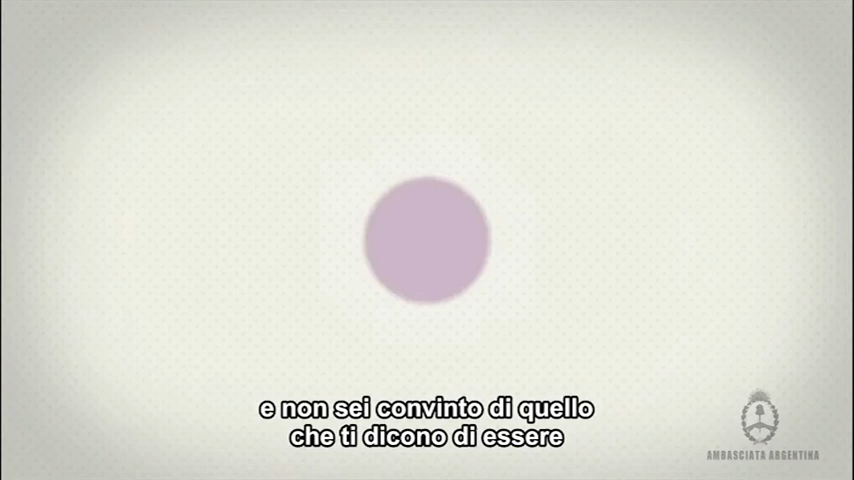 e non sei convinto di quello
che ti dicono di essere
AMBASCIATA ARGENTINA